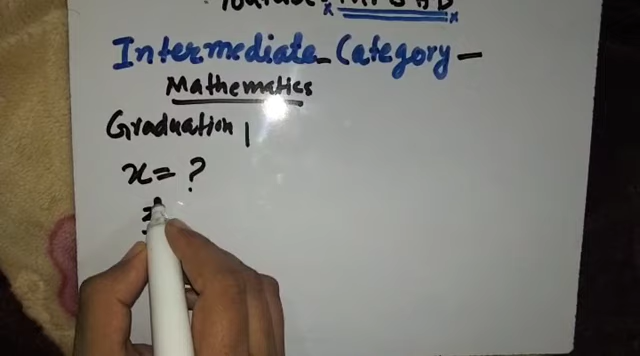 Intermediate Category -
Mathematics
Graduation |
x = ?